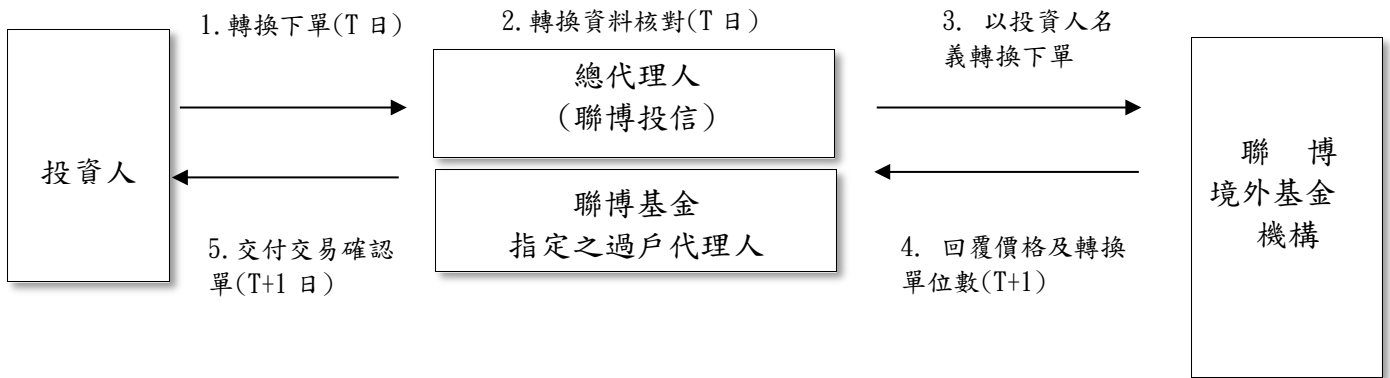 1.轉換下單(T 日)
2.轉換資料核對(T 日)
3. 以投資人名
義轉換下單
投資人
總代理人
(聯博投信)
聯博基金
指定之過戶代理人
聯 博
境外基金
機構
5.交付交易確認
單(T+1 日)
4. 回覆價格及轉換
單位數(T+1)